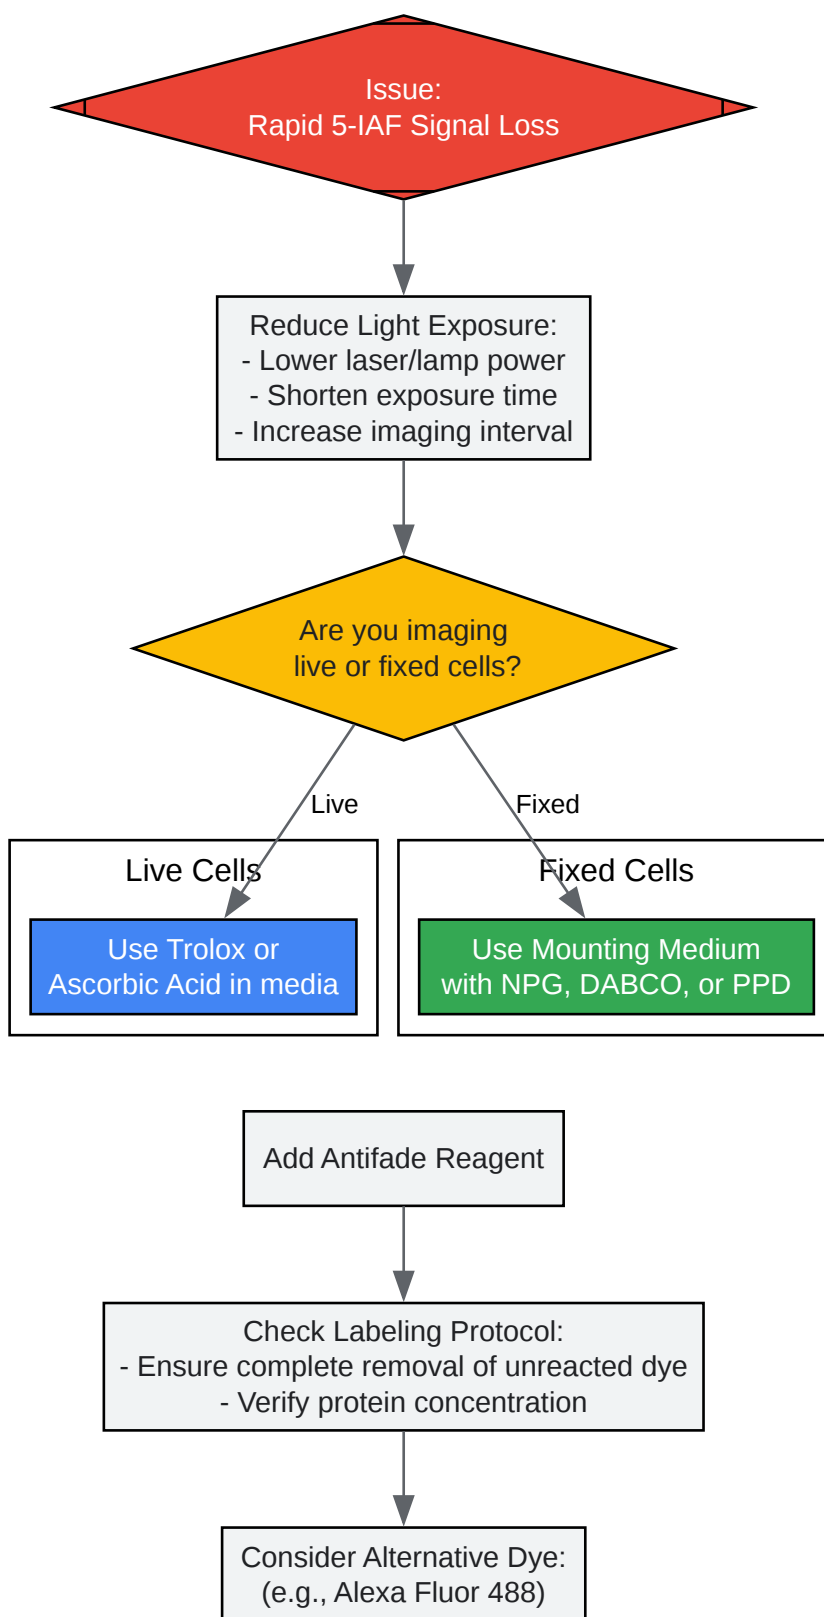 Issue:
Rapid 5-IAF Signal Loss
Reduce Light Exposure:
- Lower laser/lamp power
- Shorten exposure time
- Increase imaging interval
Are you imaging
live or fixed cells?
Live
Fixed
Live Cells
Fixed Cells
Use Trolox or
Ascorbic Acid in media
Use Mounting Medium
with NPG, DABCO, or PPD
Add Antifade Reagent
Check Labeling Protocol:
- Ensure complete removal of unreacted dye
- Verify protein concentration
Consider Alternative Dye:
(e.g., Alexa Fluor 488)